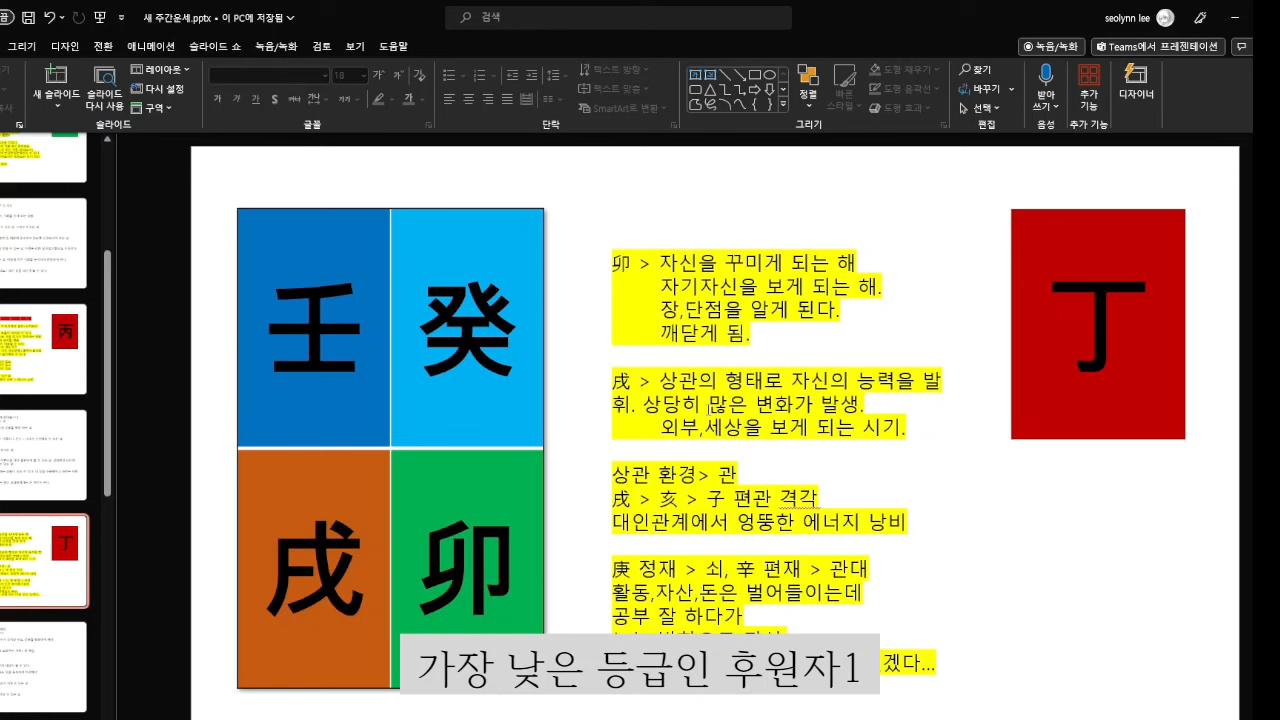 새 주간운세.pptx • 이 PC에 저장됨
검색
seolynn lee
그리기 디자인 전환 애니메이션 슬라이드 쇼 녹음/녹화 검토 보기 도움말
녹음/녹화
Teams에서 프레젠테이션
새 슬라이드
슬라이드 다시 사용
레이아웃
다시 설정
구역
슬라이드
18
가 가 가 S 가나 가
글꼴
텍스트 방향
텍스트 맞춤
SmartArt로 변환
단락
정렬
빠른 스타일
도형 채우기
도형 윤곽선
도형 효과
그리기
찾기
바꾸기
선택
편집
받아쓰기
음성
추가 기능
추가 기능
디자이너
壬 癸
戌 卯
卯 > 자신을 꾸미게 되는 해
자기자신을 보게 되는 해.
장,단점을 알게 된다.
깨닫게 됨.
戌 > 상관의 형태로 자신의 능력을 발
휘. 상당히 많은 변화가 발생.
외부,세상을 보게 되는 시기.
상관 환경> 관
戌 > 亥 > 子 편관 격각
대인관계에서 엉뚱한 에너지 낭비
庚 정재 > 쇠, 辛 편재 > 관대
활동,자산,돈은 벌어들이는데
공부 잘 하다가
겠다...
丁
丙
丁
가장 낮은 등급인 후원자1